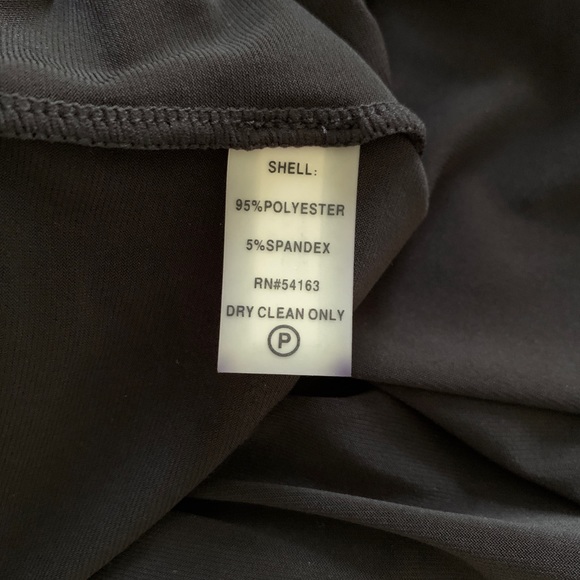 SHELL:
95%POLYESTER
5%SPANDEX
RN#54163
DRY CLEAN ONLY
P